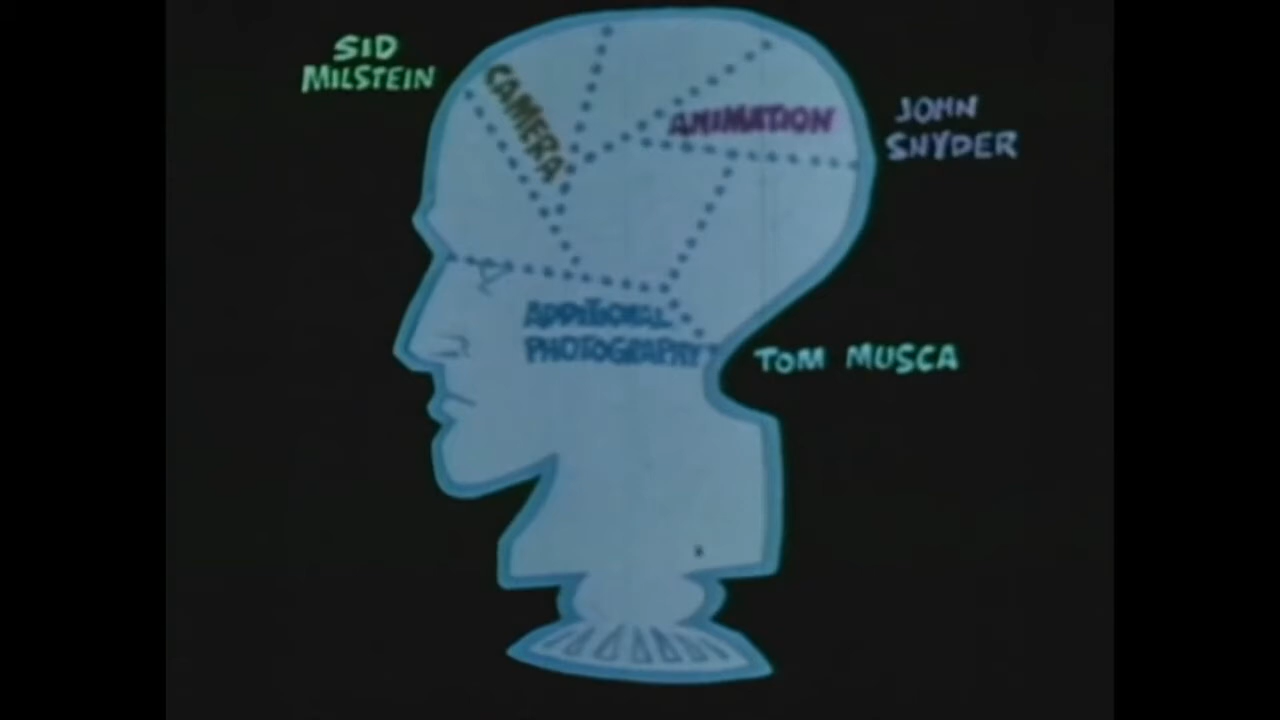 SID
MILSTEIN
CAMERA
ANIMATION
JOHN
SNYDER
ADDITIONAL
PHOTOGRAPHY
TOM MUSCA